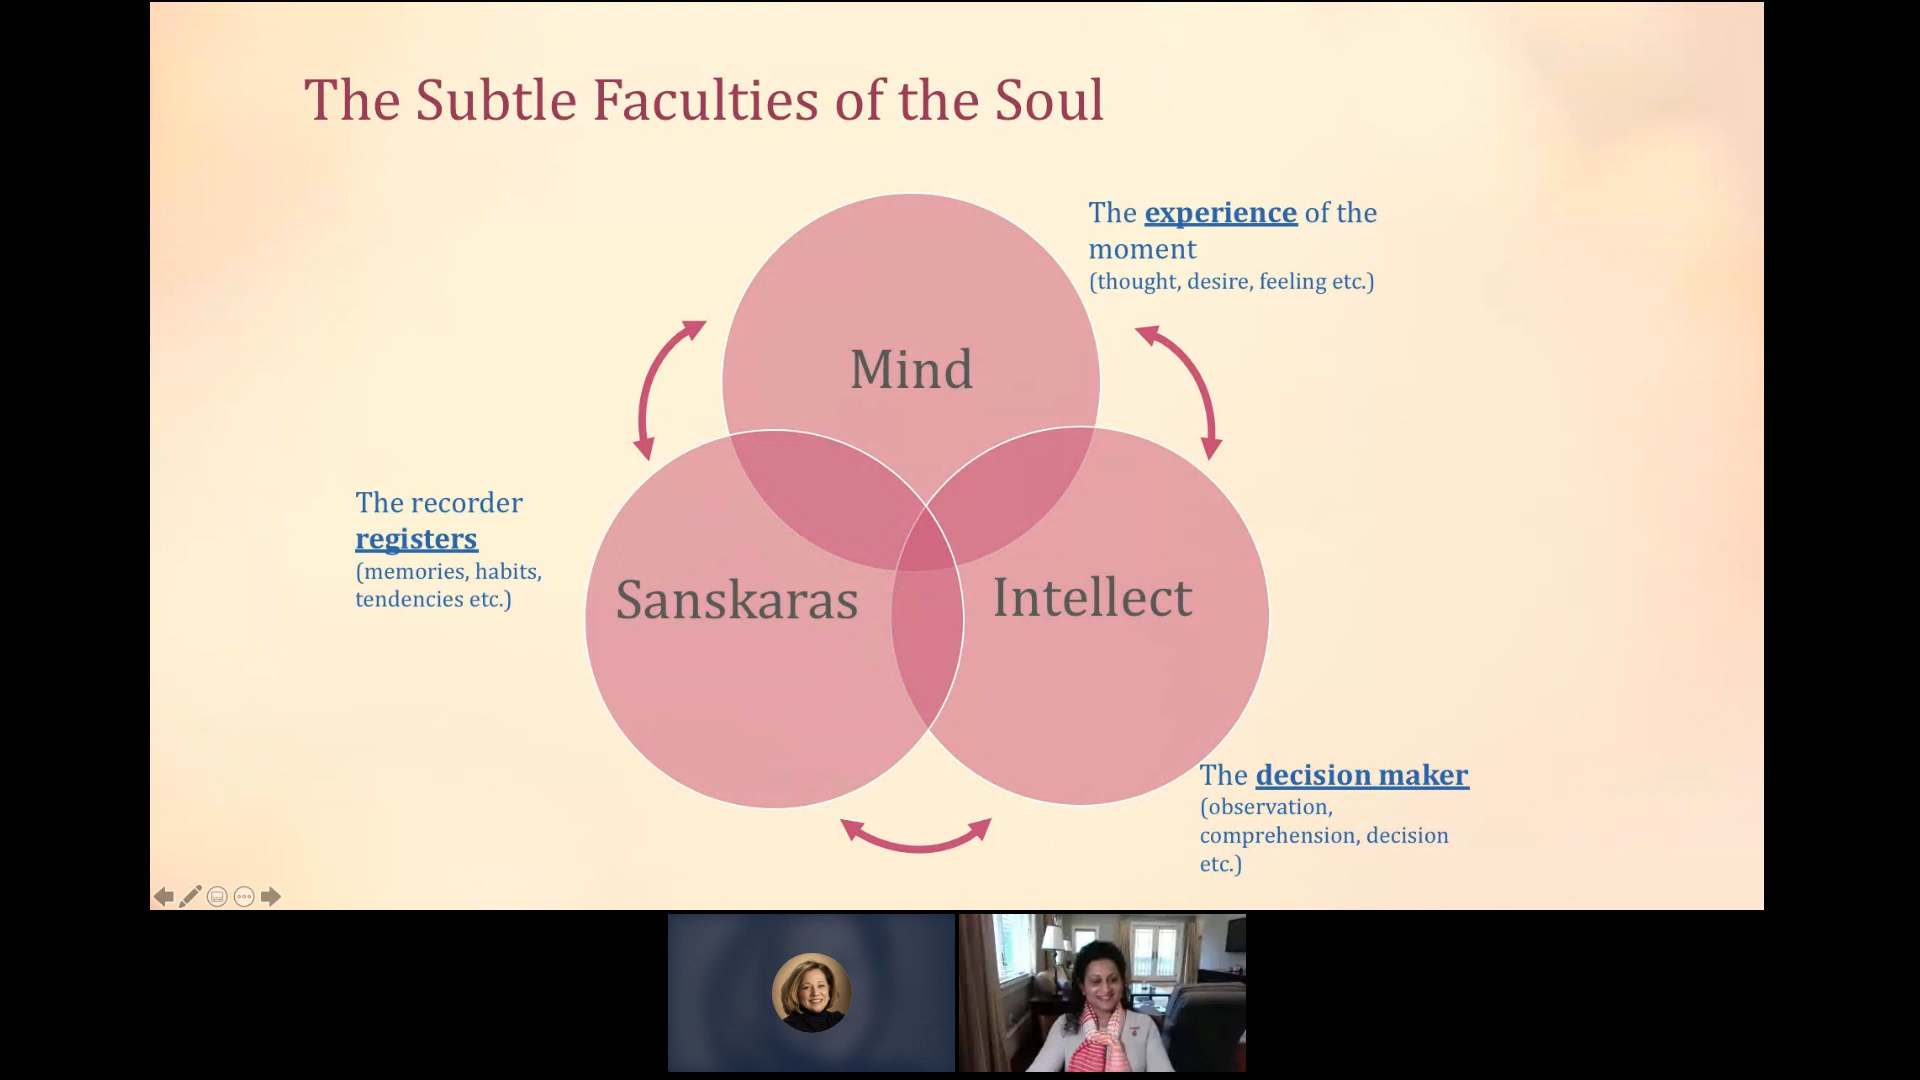 The Subtle Faculties of the Soul
The experience of the
moment
(thought, desire, feeling etc.)
Mind
The recorder
registers
(memories, habits,
tendencies etc.)
Sanskaras
Intellect
The decision maker
(observation,
comprehension, decision
etc.)